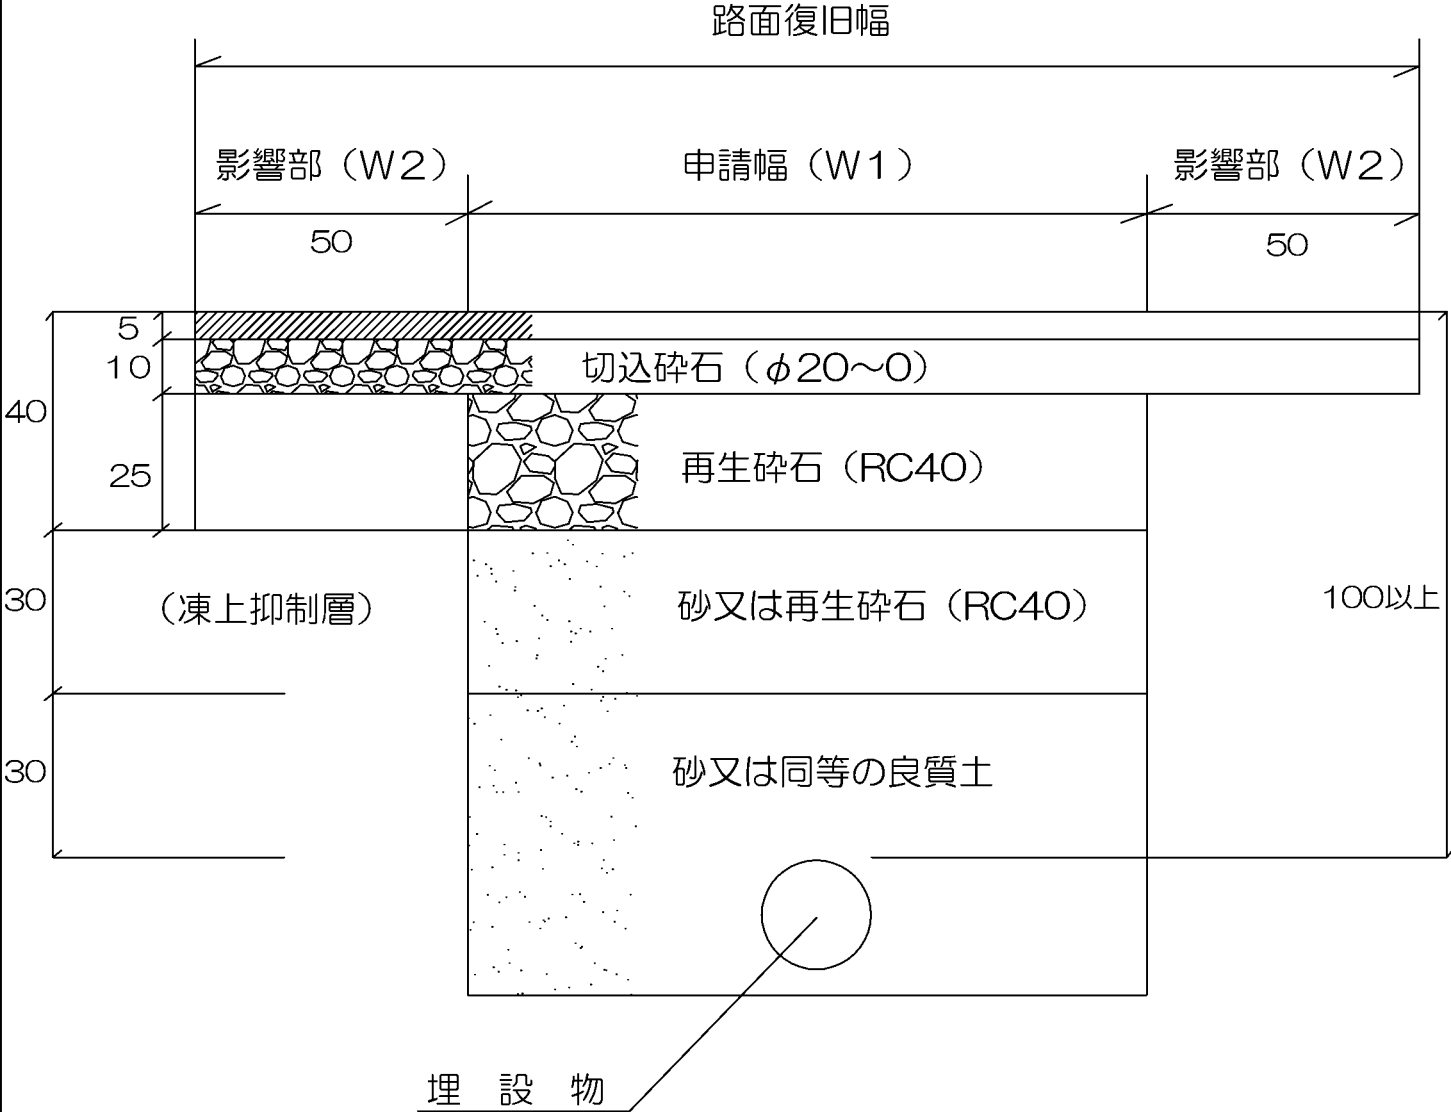 路面復旧幅
影響部（W2）
申請幅（W1）
影響部（W2）
50
50
5
10
切込砕石（φ20～0）
40
25
再生砕石（RC40）
30
（凍上抑制層）
砂又は再生砕石（RC40）
100以上
30
砂又は同等の良質土
埋　設　物